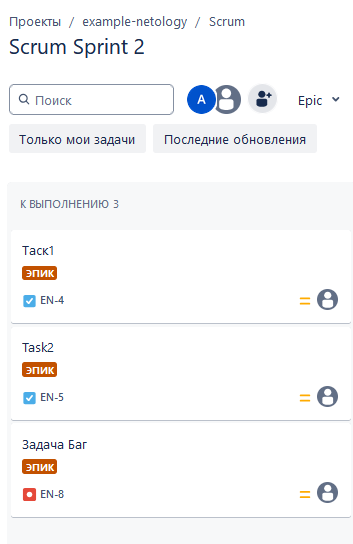 Проекты / example-netology / Scrum
Scrum Sprint 2
Поиск
A
Epic
Только мои задачи
Последние обновления
К ВЫПОЛНЕНИЮ 3
Таск1
ЭПИК
EN-4
Task2
ЭПИК
EN-5
Задача Баг
ЭПИК
EN-8